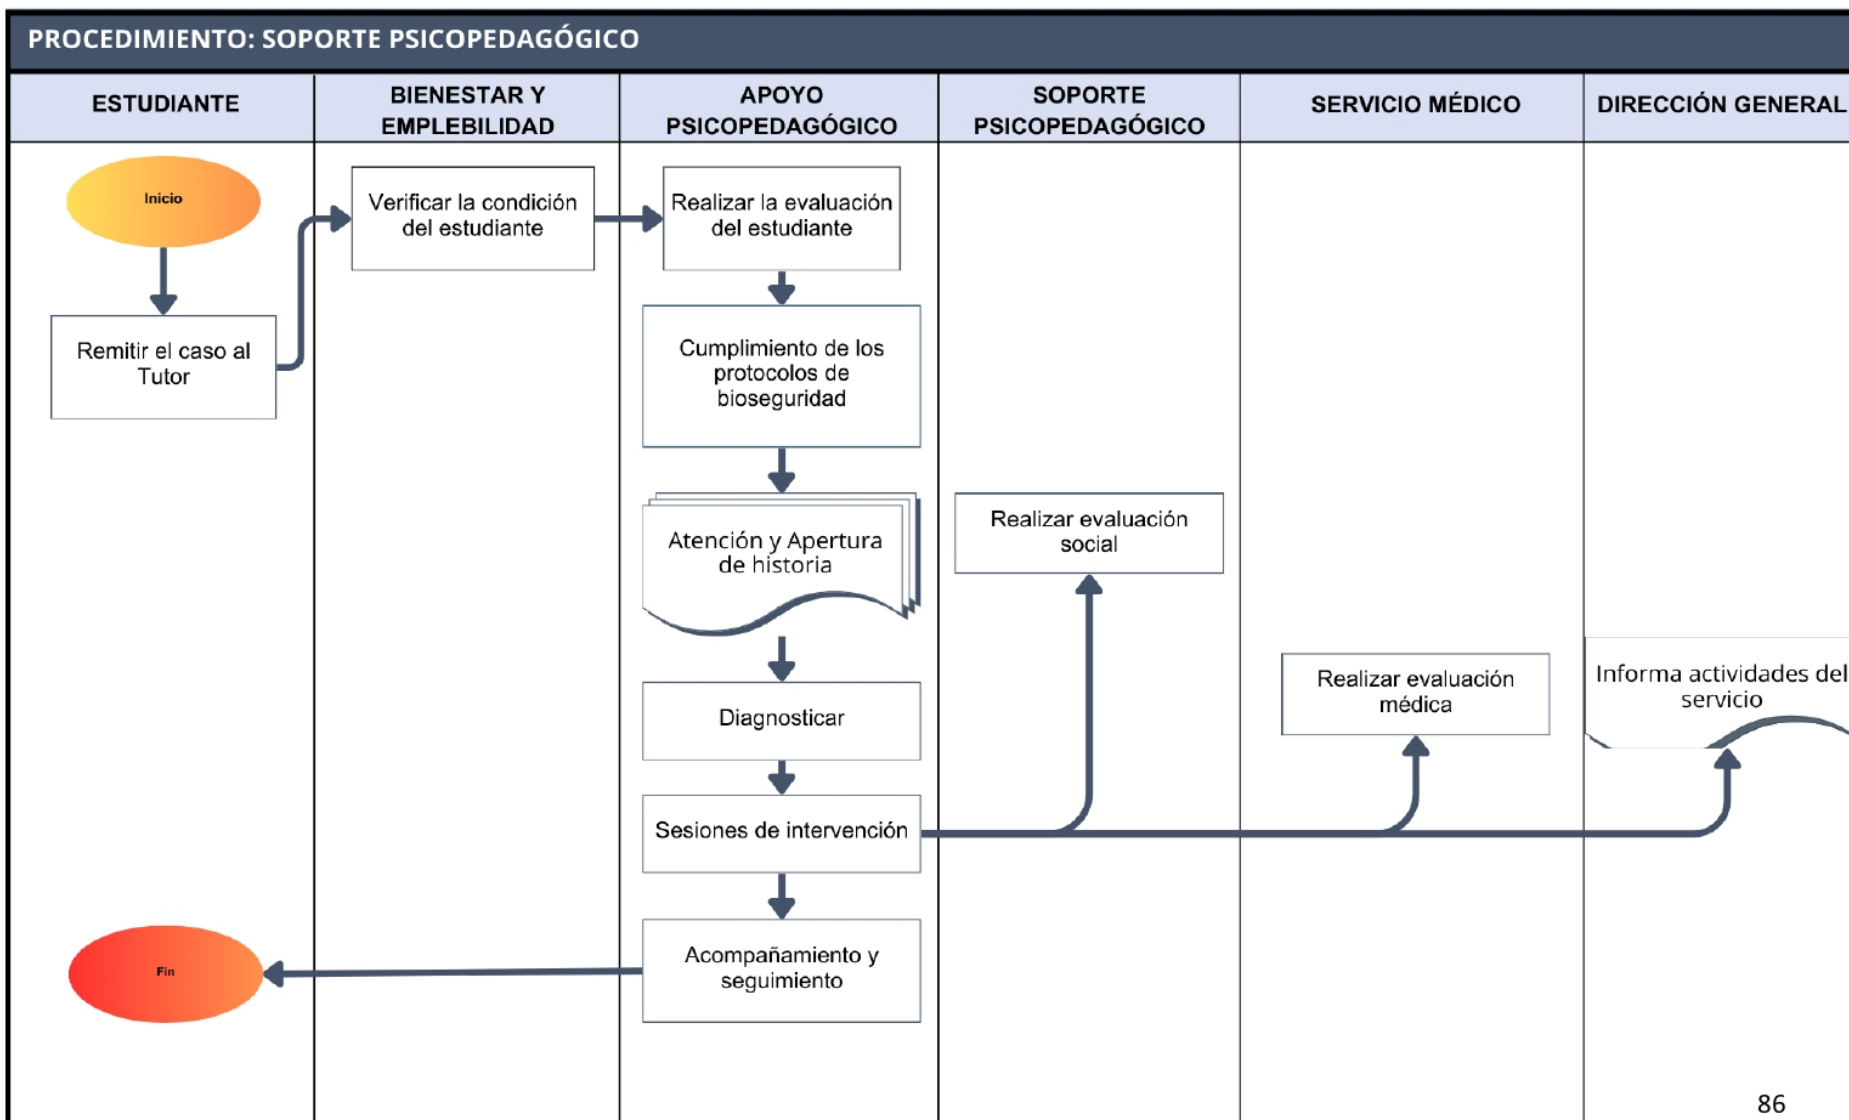 PROCEDIMIENTO: SOPORTE PSICOPEDAGÓGICO
ESTUDIANTE
BIENESTAR Y
EMPLEBILIDAD
APOYO
PSICOPEDAGÓGICO
SOPORTE
PSICOPEDAGÓGICO
SERVICIO MÉDICO
DIRECCIÓN GENERAL
Inicio
Remitir el caso al
Tutor
Verificar la condición
del estudiante
Realizar la evaluación
del estudiante
Cumplimiento de los
protocolos de
bioseguridad
Atención y Apertura
de historia
Realizar evaluación
social
Realizar evaluación
médica
Informa actividades del
servicio
Diagnosticar
Sesiones de intervención
Acompañamiento y
seguimiento
Fin
86